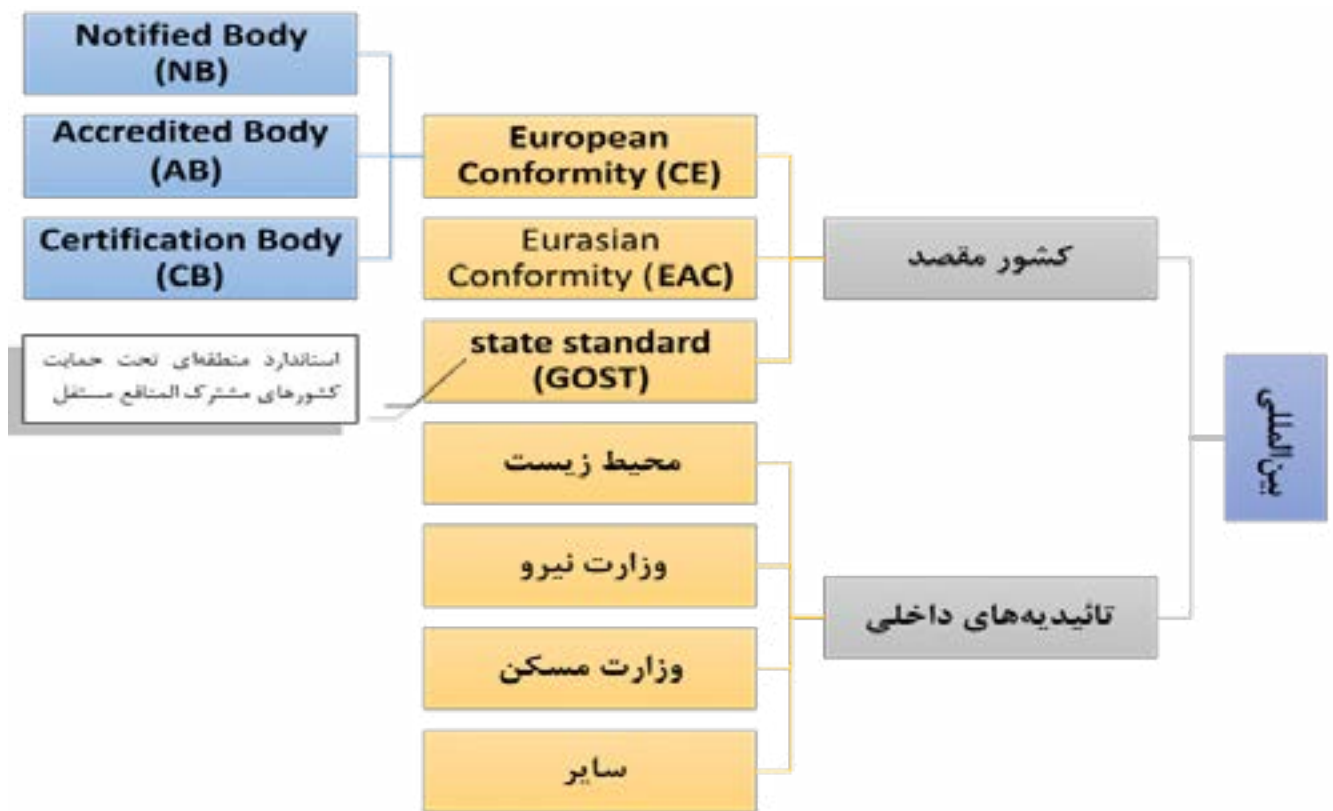 Notified Body
(NB)
Accredited Body
(AB)
Certification Body
(CB)
European
Conformity (CE)
Eurasian
Conformity (EAC)
state standard
(GOST)
استاندارد منطقه‌ای تحت حمایت
کشورهای مشترک المنافع مستقل
محیط زیست
وزارت نیرو
وزارت مسکن
سایر
کشور مقصد
تائیدیه‌های داخلی
بین‌المللی